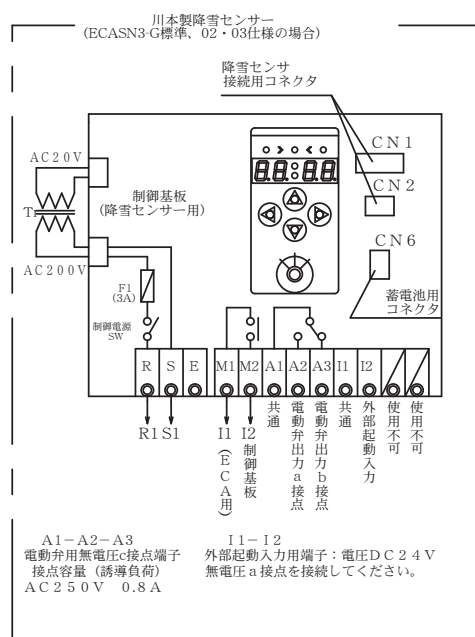 川本製降雪センサー
(ECASN3-G標準、02・03仕様の場合)
降雪センサ
接続用コネクタ
CN1
CN2
CN6
蓄電池用
コネクタ
AC20V
Tr
AC200V
制御基板
(降雪センサー用)
88:88
F1
(3A)
制御電源
SW
R S E M1 M2 A1 A2 A3 I1 I2
R1 S1 I1 I2
(ECA用)
制御基板
共通
電動弁出力a接点
電動弁出力b接点
共通
外部起動入力
使用不可
使用不可
A1-A2-A3
電動弁用無電圧c接点端子
接点容量 (誘導負荷)
AC250V 0.8A
I1-I2
外部起動入力用端子:電圧DC24V
無電圧a接点を接続してください。